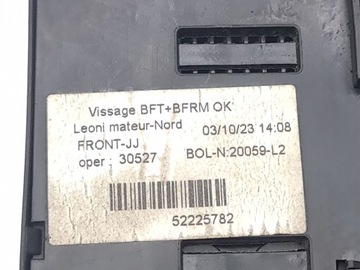 Vissage BFT+BFRM OK
Leoni mateur-Nord 03/10/23 14:08
FRONT-JJ
oper : 30527 BOL-N:20059-L2
52225782